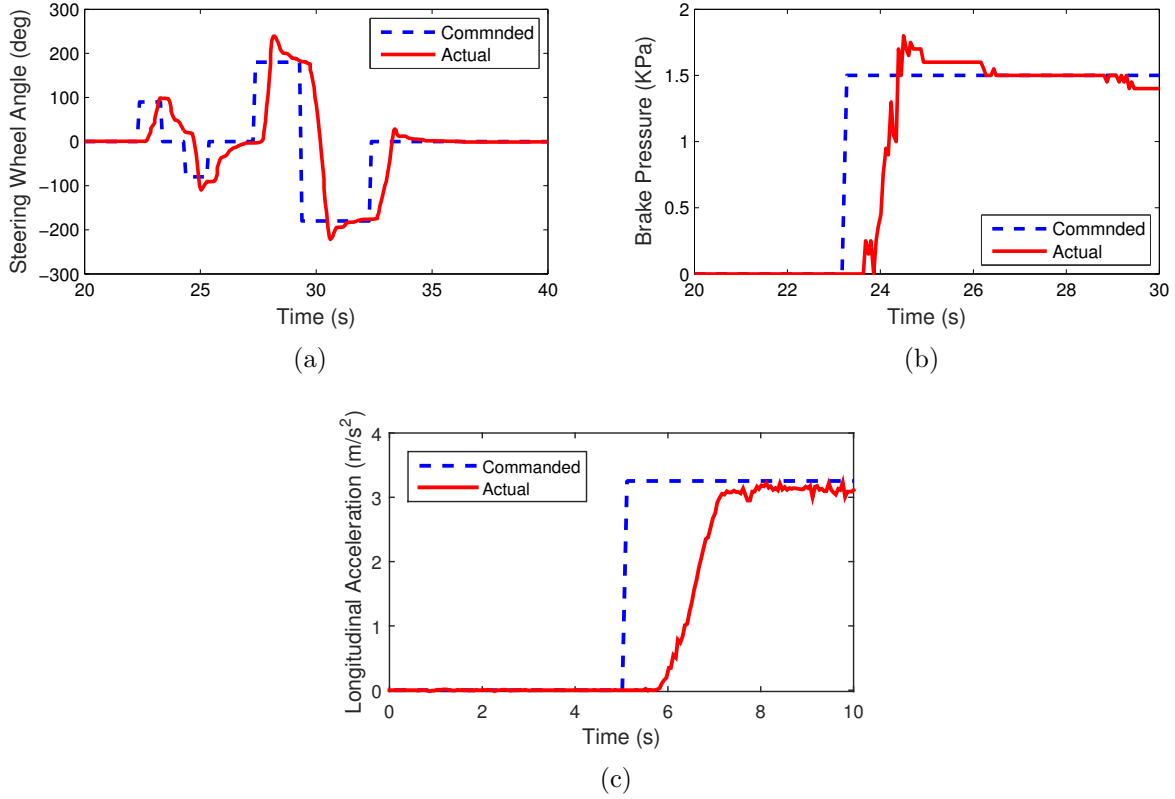 300
200
100
0
−100
−200
−300
20
25
30
35
40
Steering Wheel Angle (deg)
Time (s)
Commnded
Actual
(a)
2
1.5
1
0.5
0
20
22
24
26
28
30
Brake Pressure (KPa)
Time (s)
Commnded
Actual
(b)
4
3
2
1
0
0
2
4
6
8
10
Longitudinal Acceleration (m/s²)
Time (s)
Commanded
Actual
(c)